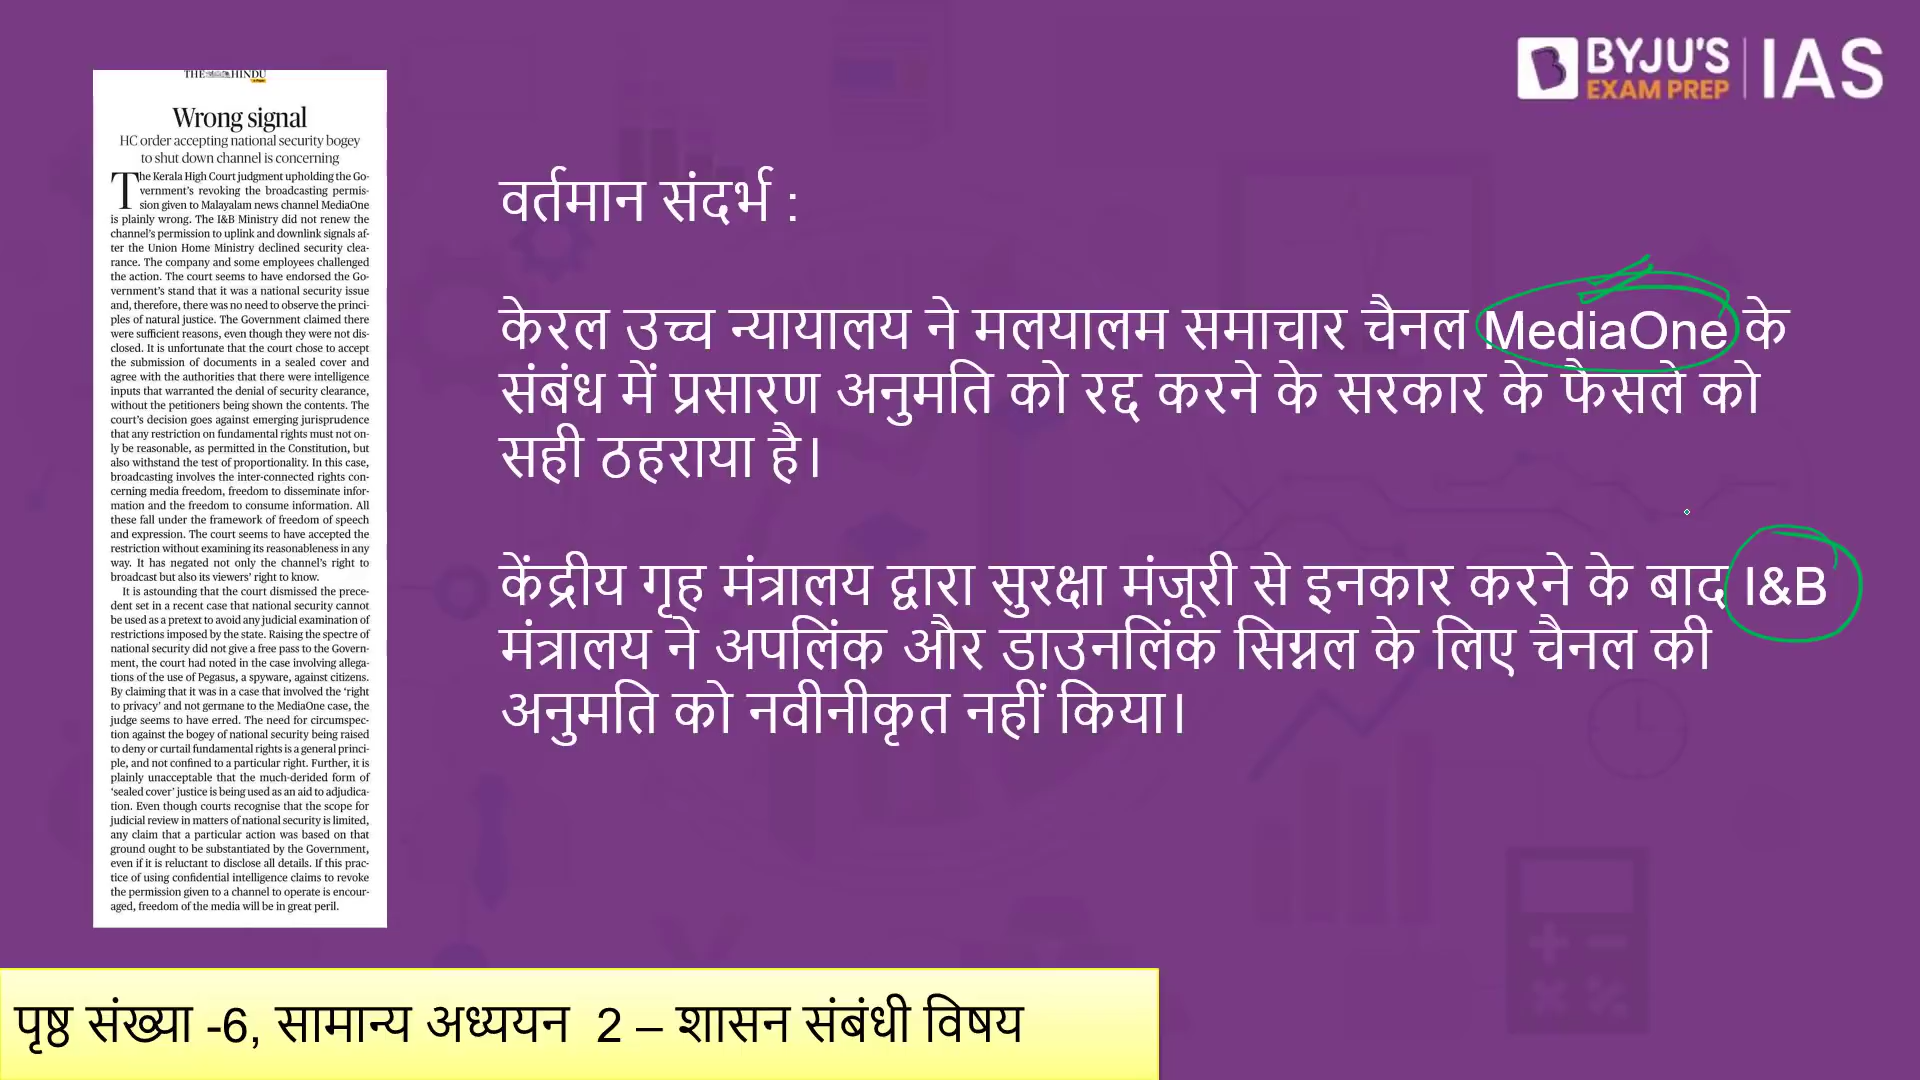 THE HINDU
Wrong signal
HC order accepting national security bogey
to shut down channel is concerning
The Kerala High Court judgment upholding the Go-
vernment's revoking the broadcasting permis-
sion given to Malayalam news channel MediaOne
is plainly wrong. The I&B Ministry did not renew the
channel's permission to uplink and downlink signals af-
ter the Union Home Ministry declined security clea-
rance. The company and some employees challenged
the action. The court seems to have endorsed the Go-
vernment's stand that it was a national security issue
and, therefore, there was no need to observe the princi-
ples of natural justice. The Government claimed there
were sufficient reasons, even though they were not dis-
closed. It is unfortunate that the court chose to accept
the submission of documents in a sealed cover and
agree with the authorities that there were intelligence
inputs that warranted the denial of security clearance,
without the petitioners being shown the contents. The
court's decision goes against emerging jurisprudence
that any restriction on fundamental rights must not on-
ly be reasonable, as permitted in the Constitution, but
also withstand the test of proportionality. In this case,
broadcasting involves the inter-connected rights con-
cerning media freedom, freedom to disseminate infor-
mation and the freedom to consume information. All
these fall under the framework of freedom of speech
and expression. The court seems to have accepted the
restriction without examining its reasonableness in any
way. It has negated not only the channel's right to
broadcast but also its viewers' right to know.
It is astounding that the court dismissed the prece-
dent set in a recent case that national security cannot
be used as a pretext to avoid any judicial examination of
restrictions imposed by the state. Raising the spectre of
national security did not give a free pass to the Govern-
ment, the court had noted in the case involving allega-
tions of the use of Pegasus, a spyware, against citizens.
By claiming that it was in a case that involved the 'right
to privacy' and not germane to the MediaOne case, the
judge seems to have erred. The need for circumspec-
tion against the bogey of national security being raised
to deny or curtail fundamental rights is a general princi-
ple, and not confined to a particular right. Further, it is
plainly unacceptable that the much-derided form of
'sealed cover' justice is being used as an aid to adjudica-
tion. Even though courts recognise that the scope for
judicial review in matters of national security is limited,
any claim that a particular action was based on that
ground ought to be substantiated by the Government,
even if it is reluctant to disclose all details. If this prac-
tice of using confidential intelligence claims to revoke
the permission given to a channel to operate is encour-
aged, freedom of the media will be in great peril.
BYJU'S
EXAM PREP
IAS
वर्तमान संदर्भ :
केरल उच्च न्यायालय ने मलयालम समाचार चैनल MediaOne के
संबंध में प्रसारण अनुमति को रद्द करने के सरकार के फैसले को
सही ठहराया है।
केंद्रीय गृह मंत्रालय द्वारा सुरक्षा मंजूरी से इनकार करने के बाद I&B
मंत्रालय ने अपलिंक और डाउनलिंक सिग्नल के लिए चैनल की
अनुमति को नवीनीकृत नहीं किया।
पृष्ठ संख्या -6, सामान्य अध्ययन 2 – शासन संबंधी विषय